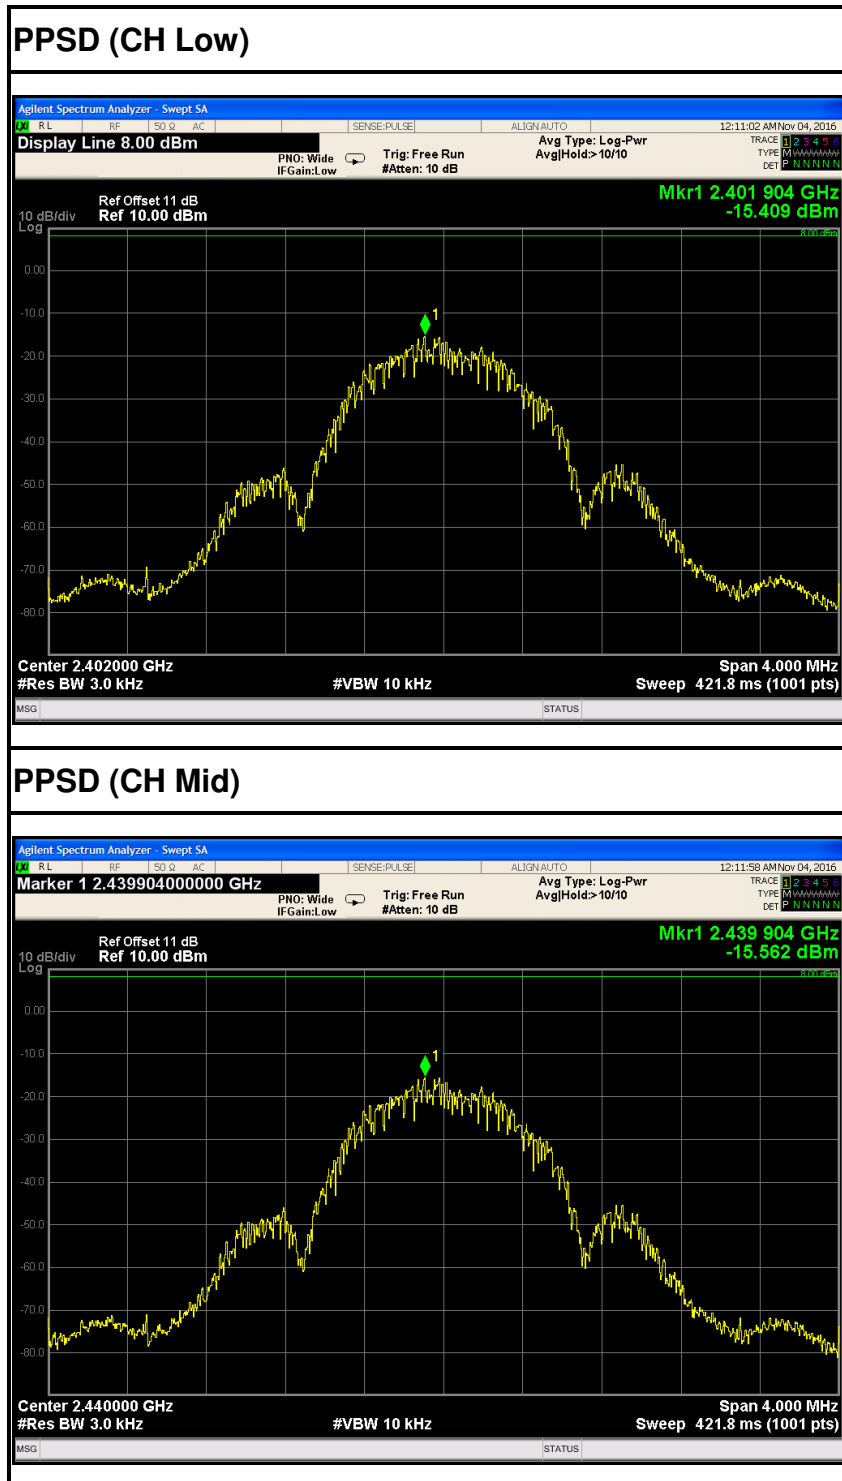 PPSD (CH Low)
Agilent Spectrum Analyzer - Swept SA
LXI RL RF 50 Ω AC SENSE:PULSE ALIGN AUTO 12:11:02 AM Nov 04, 2016
Display Line 8.00 dBm
PNO: Wide Trig: Free Run Avg Type: Log-Pwr TRACE 1 2 3 4 5 6
IFGain:Low #Atten: 10 dB Avg|Hold:>10/10 TYPE M
DET P N N N N N
Ref Offset 11 dB Mkr1 2.401 904 GHz
10 dB/div Ref 10.00 dBm -15.409 dBm
Log
8.00 dBm
0.00
1
-10.0
-20.0
-30.0
-40.0
-50.0
-60.0
-70.0
-80.0
Center 2.402000 GHz Span 4.000 MHz
#Res BW 3.0 kHz #VBW 10 kHz Sweep 421.8 ms (1001 pts)
MSG STATUS
PPSD (CH Mid)
Agilent Spectrum Analyzer - Swept SA
LXI RL RF 50 Ω AC SENSE:PULSE ALIGN AUTO 12:11:58 AM Nov 04, 2016
Marker 1 2.439904000000 GHz
PNO: Wide Trig: Free Run Avg Type: Log-Pwr TRACE 1 2 3 4 5 6
IFGain:Low #Atten: 10 dB Avg|Hold:>10/10 TYPE M
DET P N N N N N
Ref Offset 11 dB Mkr1 2.439 904 GHz
10 dB/div Ref 10.00 dBm -15.562 dBm
Log
8.00 dBm
0.00
1
-10.0
-20.0
-30.0
-40.0
-50.0
-60.0
-70.0
-80.0
Center 2.440000 GHz Span 4.000 MHz
#Res BW 3.0 kHz #VBW 10 kHz Sweep 421.8 ms (1001 pts)
MSG STATUS